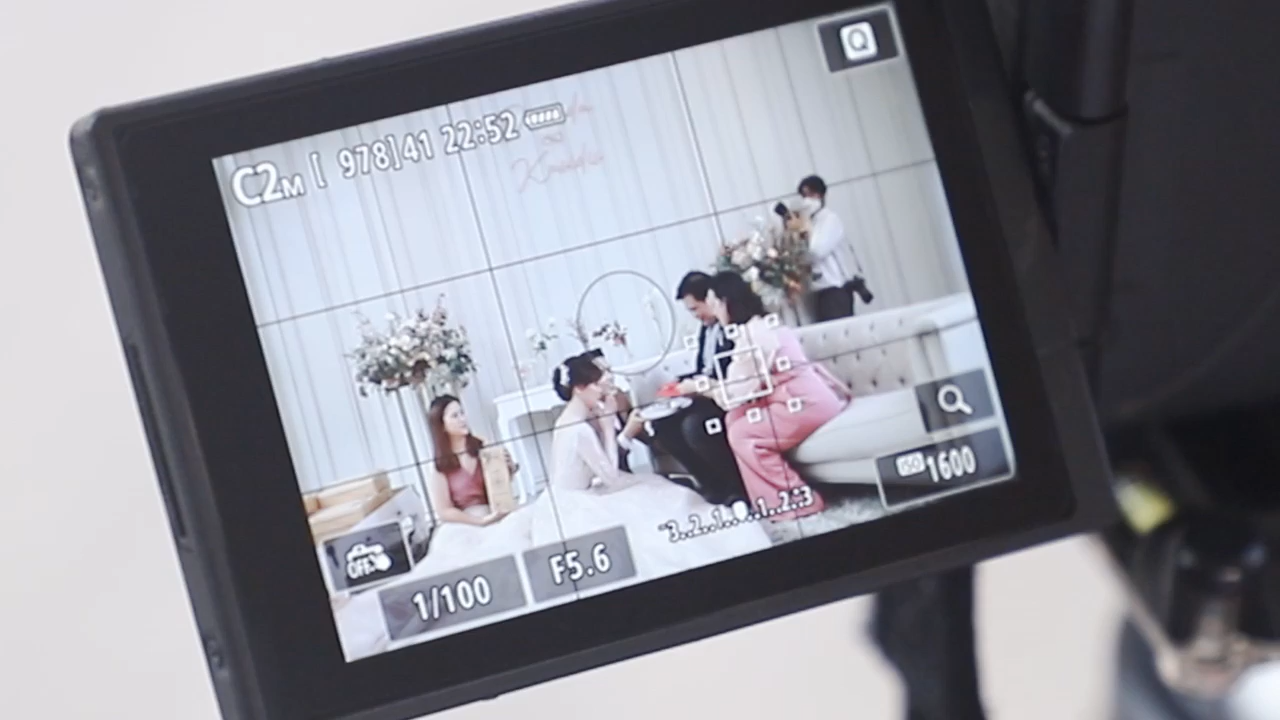 Q
C2M [ 978]41 22:52
ISO 1600
-3..2..1..0..1..2.:3
OFF
1/100 F5.6